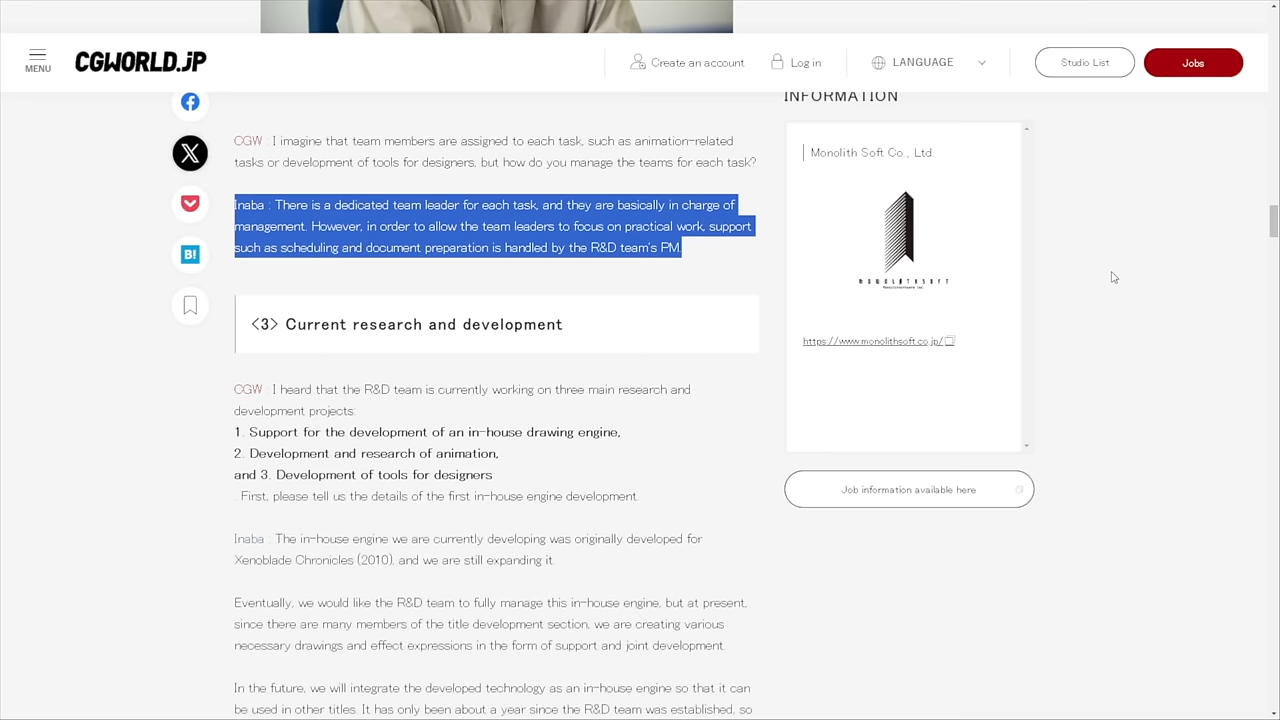 MENU
CGWORLD.JP
Create an account
Log in
LANGUAGE
Studio List
Jobs
CGW : I imagine that team members are assigned to each task, such as animation-related
tasks or development of tools for designers, but how do you manage the teams for each task?
Inaba : There is a dedicated team leader for each task, and they are basically in charge of
management. However, in order to allow the team leaders to focus on practical work, support
such as scheduling and document preparation is handled by the R&D team's PM.
<3> Current research and development
CGW : I heard that the R&D team is currently working on three main research and
development projects:
1. Support for the development of an in-house drawing engine,
2. Development and research of animation,
and 3. Development of tools for designers
. First, please tell us the details of the first in-house engine development.
Inaba : The in-house engine we are currently developing was originally developed for
Xenoblade Chronicles (2010), and we are still expanding it.
Eventually, we would like the R&D team to fully manage this in-house engine, but at present,
since there are many members of the title development section, we are creating various
necessary drawings and effect expressions in the form of support and joint development.
In the future, we will integrate the developed technology as an in-house engine so that it can
be used in other titles. It has only been about a year since the R&D team was established, so
INFORMATION
Monolith Soft Co., Ltd.
MONOLITHSOFT
https://www.monolithsoft.co.jp/
Job information available here
B!